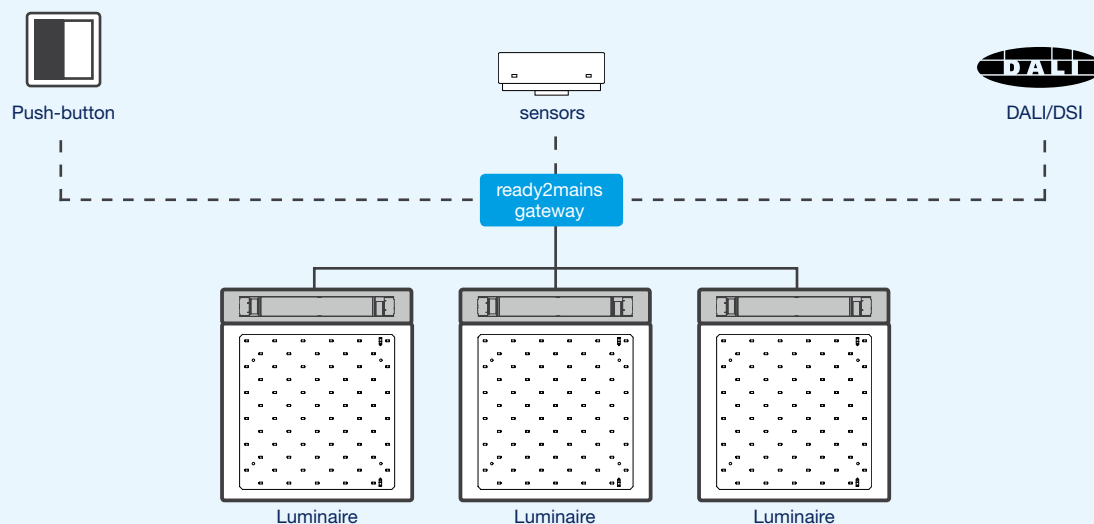 DALI
Push-button
sensors
DALI/DSI
ready2mains
gateway
Luminaire
Luminaire
Luminaire